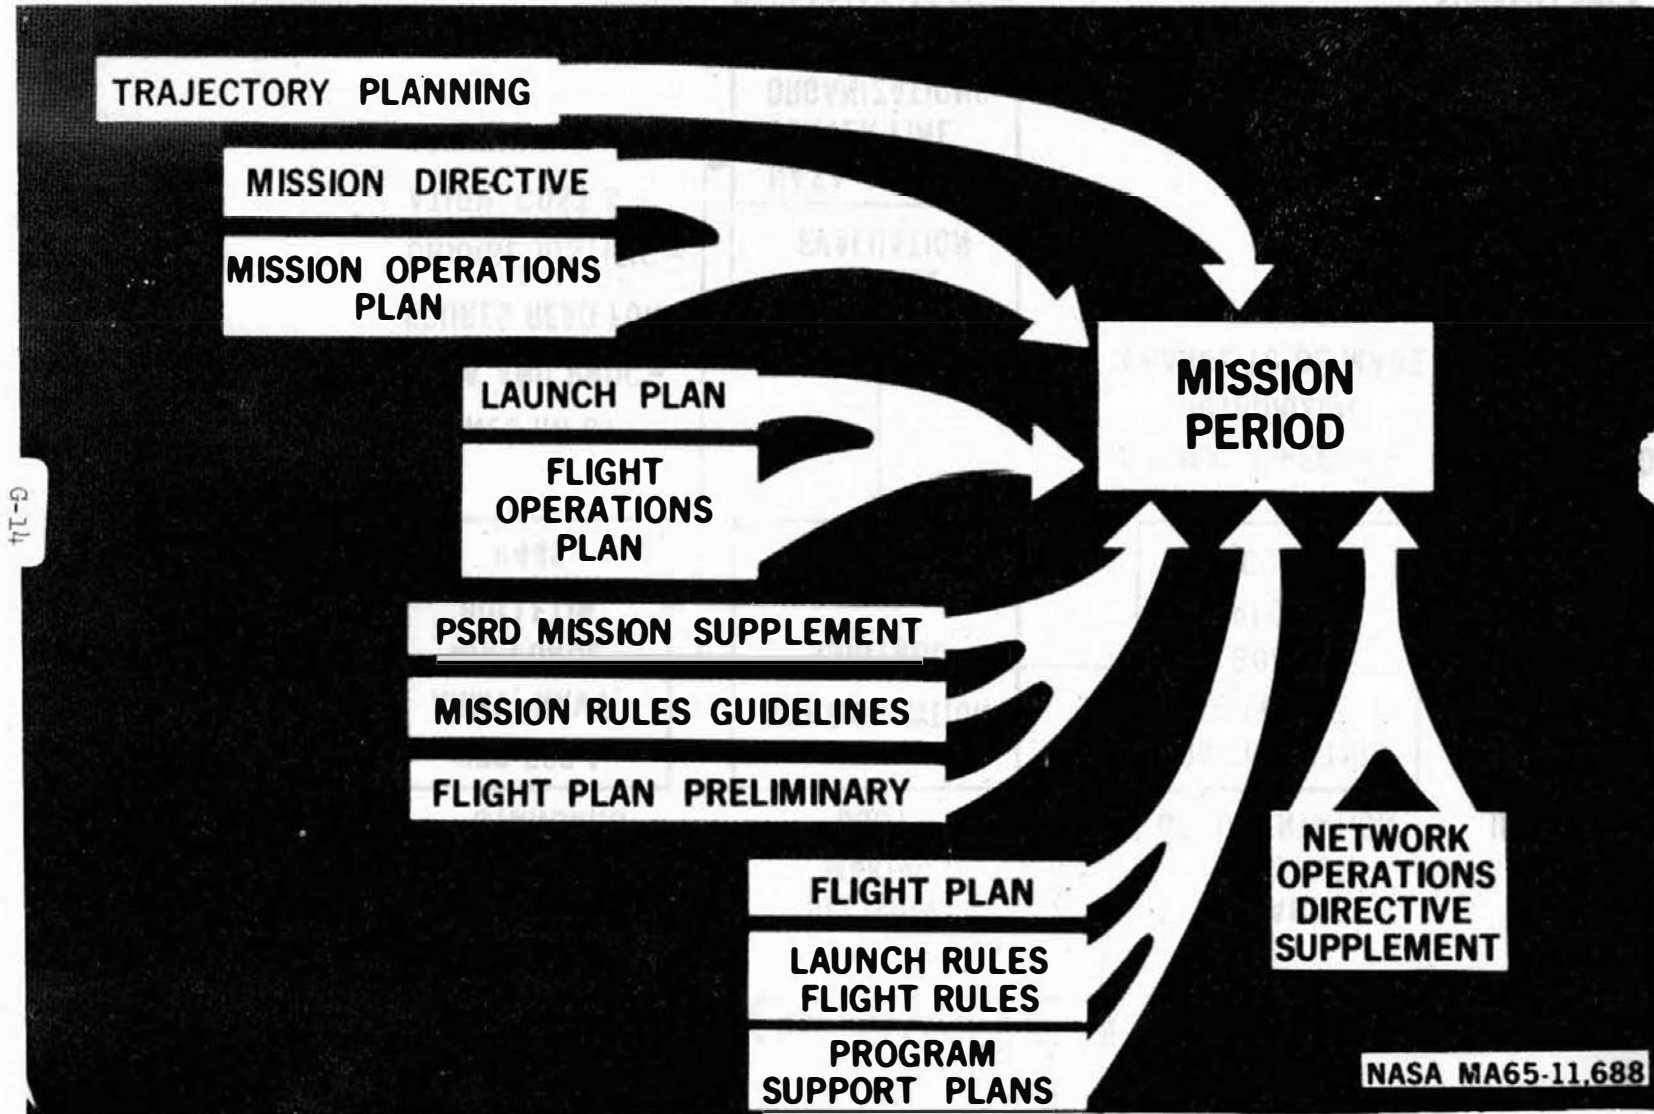 TRAJECTORY PLANNING
MISSION DIRECTIVE
MISSION OPERATIONS
PLAN
LAUNCH PLAN
FLIGHT
OPERATIONS
PLAN
MISSION
PERIOD
PSRD MISSION SUPPLEMENT
MISSION RULES GUIDELINES
FLIGHT PLAN PRELIMINARY
FLIGHT PLAN
LAUNCH RULES
FLIGHT RULES
PROGRAM
SUPPORT PLANS
NETWORK
OPERATIONS
DIRECTIVE
SUPPLEMENT
NASA MA65-11,688
G-14